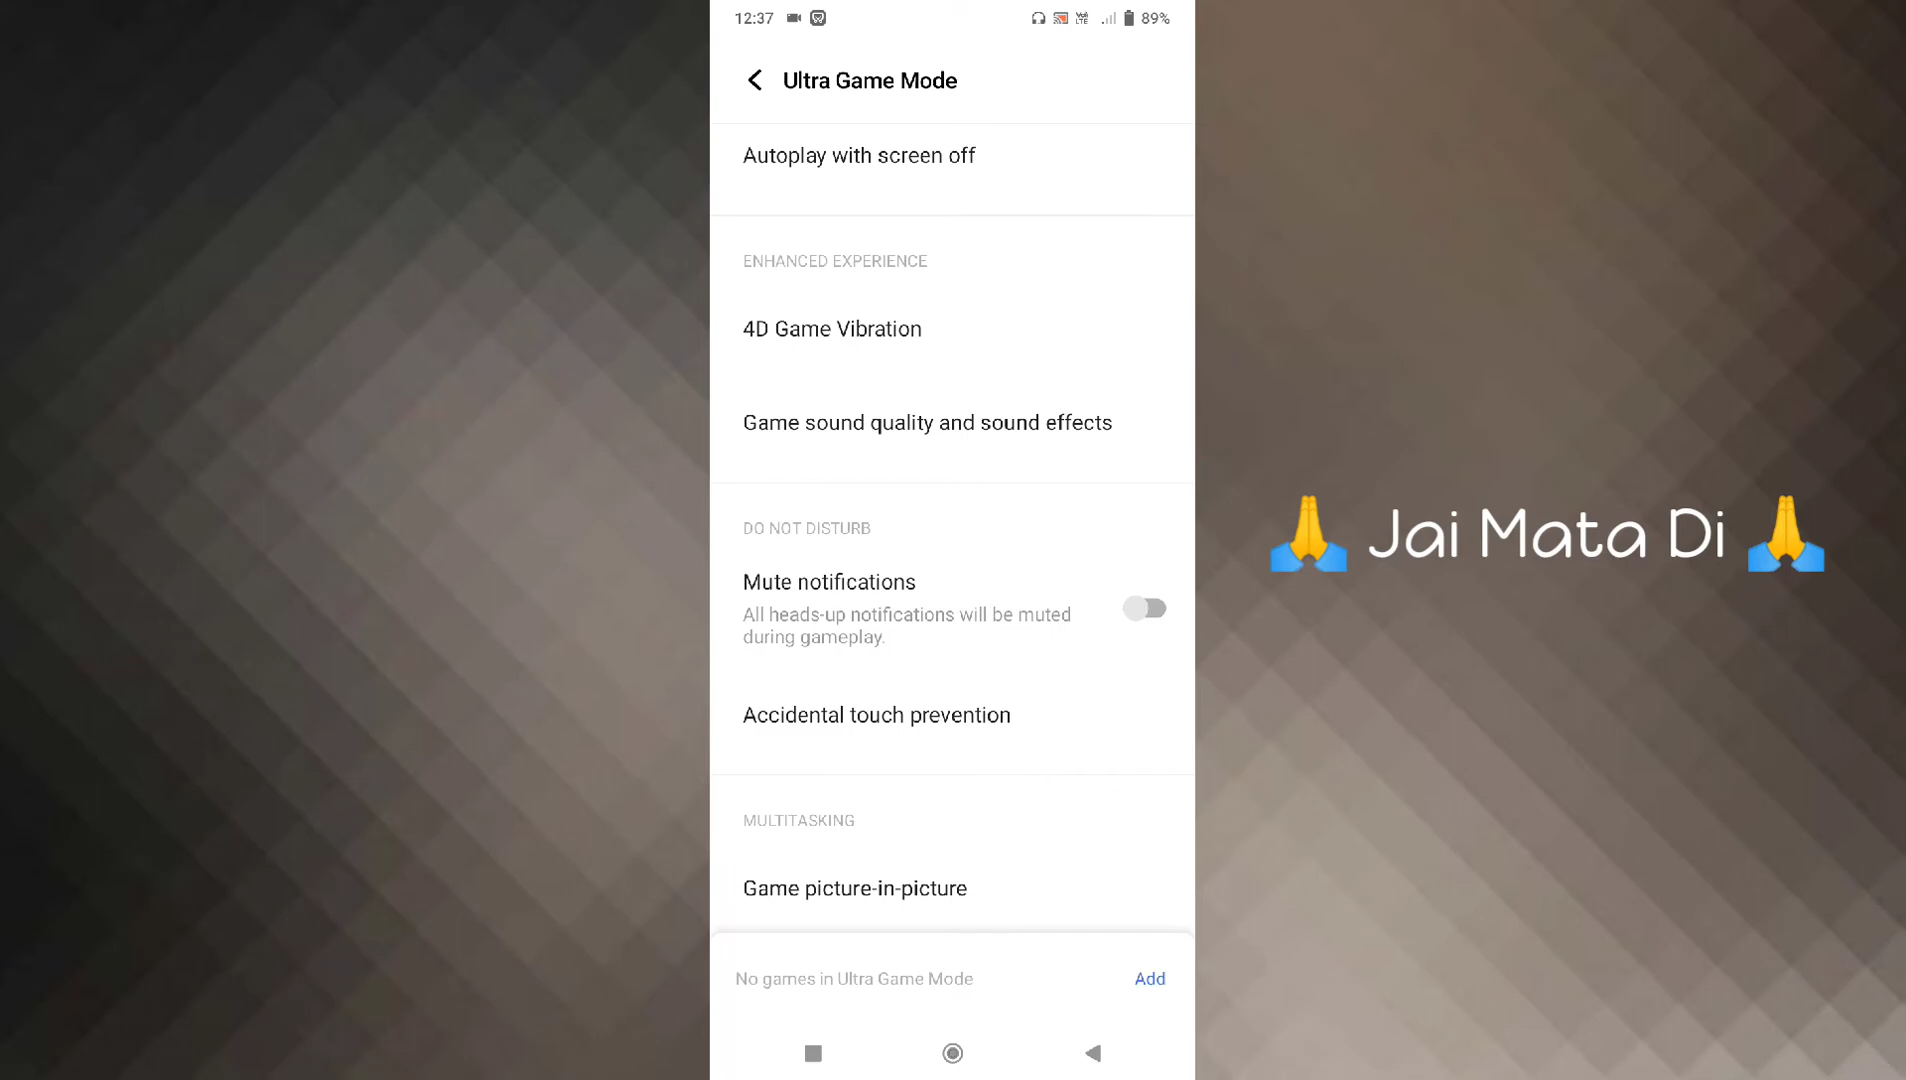 12:37
89%
Ultra Game Mode
Autoplay with screen off
ENHANCED EXPERIENCE
4D Game Vibration
Game sound quality and sound effects
DO NOT DISTURB
Mute notifications
All heads-up notifications will be muted
during gameplay.
Accidental touch prevention
MULTITASKING
Game picture-in-picture
No games in Ultra Game Mode
Add
🙏 Jai Mata Di 🙏